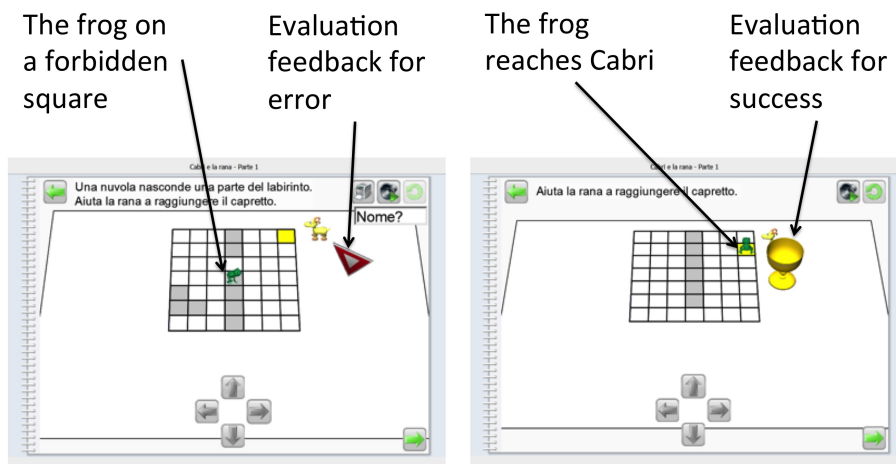 The frog on
a forbidden
square
Evaluation
feedback for
error
The frog
reaches Cabri
Evaluation
feedback for
success
Cabri e la rana - Parte 1
Una nuvola nasconde una parte del labirinto.
Aiuta la rana a raggiungere il capretto.
Nome?
Cabri e la rana - Parte 1
Aiuta la rana a raggiungere il capretto.